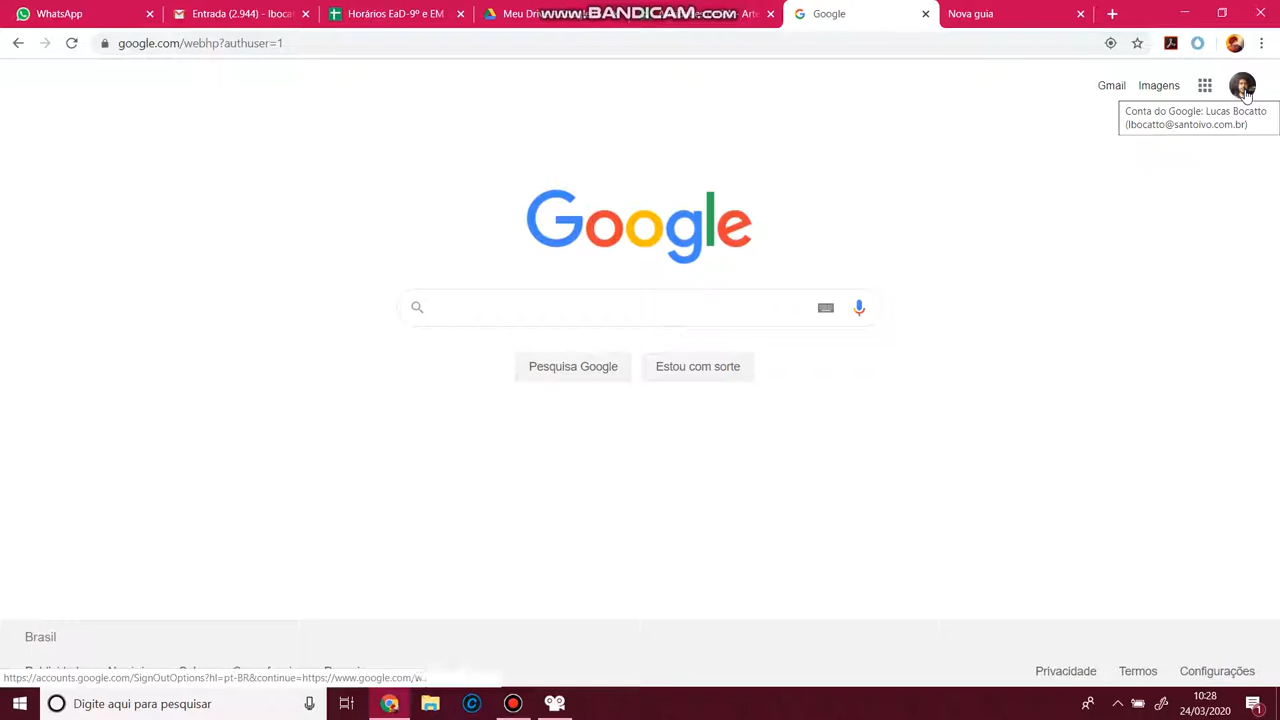 WhatsApp
Entrada (2.944) - lboca
Horários EaD-9º e EM
Meu Dri
www.BANDICAM.com
Arte
Google
Nova guia
google.com/webhp?authuser=1
Gmail
Imagens
Conta do Google: Lucas Bocatto
(lbocatto@santoivo.com.br)
Google
Pesquisa Google
Estou com sorte
Brasil
https://accounts.google.com/SignOutOptions?hl=pt-BR&continue=https://www.google.com/w...
Privacidade
Termos
Configurações
Digite aqui para pesquisar
10:28
24/03/2020
1